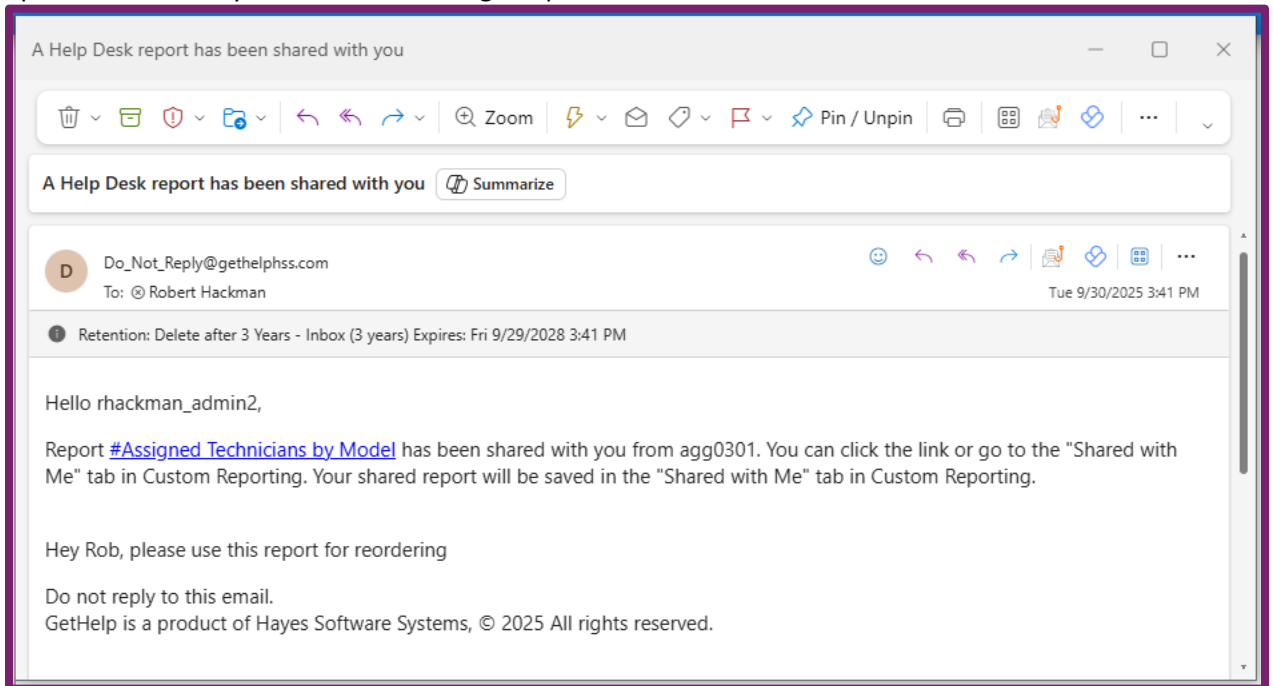 A Help Desk report has been shared with you
Zoom
Pin / Unpin
A Help Desk report has been shared with you Summarize
D
Do_Not_Reply@gethelphss.com
To: Robert Hackman
Tue 9/30/2025 3:41 PM
Retention: Delete after 3 Years - Inbox (3 years) Expires: Fri 9/29/2028 3:41 PM
Hello rhackman_admin2,
Report #Assigned Technicians by Model has been shared with you from agg0301. You can click the link or go to the "Shared with
Me" tab in Custom Reporting. Your shared report will be saved in the "Shared with Me" tab in Custom Reporting.
Hey Rob, please use this report for reordering
Do not reply to this email.
GetHelp is a product of Hayes Software Systems, © 2025 All rights reserved.